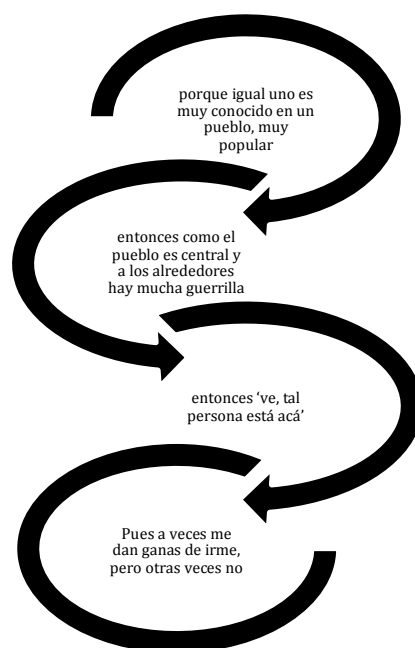 porque igual uno es
muy conocido en un
pueblo, muy
popular
entonces como el
pueblo es central y
a los alrededores
hay mucha guerrilla
entonces ‘ve, tal
persona está acá’
Pues a veces me
dan ganas de irme,
pero otras veces no